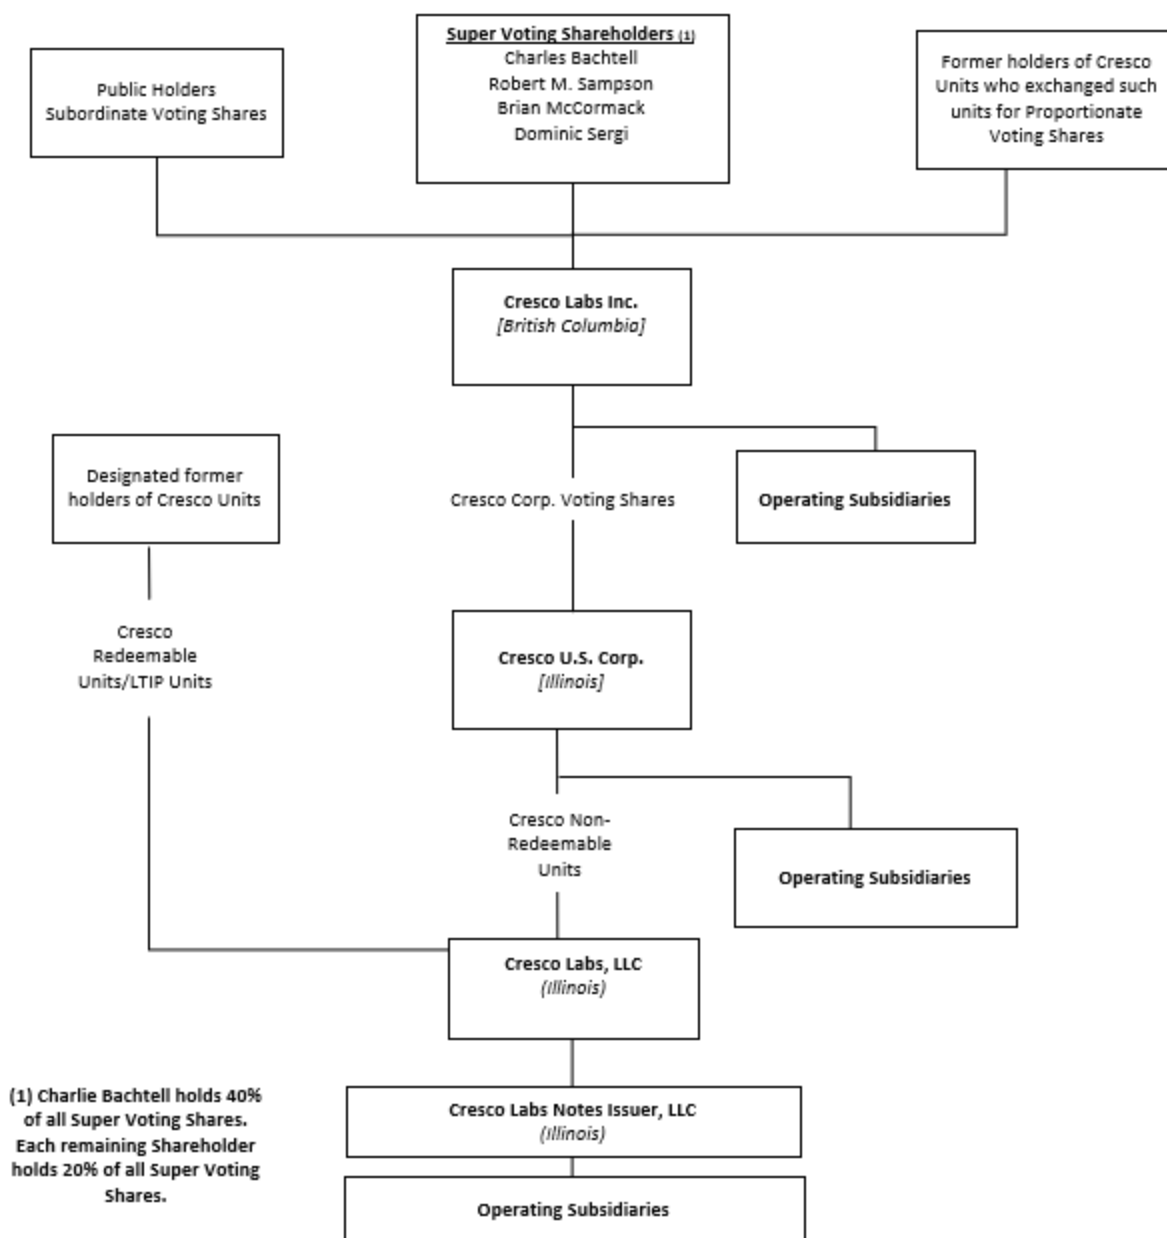 Public Holders
Subordinate Voting Shares
Super Voting Shareholders (1)
Charles Bachtell
Robert M. Sampson
Brian McCormack
Dominic Sergi
Former holders of Cresco
Units who exchanged such
units for Proportionate
Voting Shares
Cresco Labs Inc.
[British Columbia]
Designated former
holders of Cresco Units
Cresco Corp. Voting Shares
Operating Subsidiaries
Cresco
Redeemable
Units/LTIP Units
Cresco U.S. Corp.
[Illinois]
Cresco Non-
Redeemable
Units
Operating Subsidiaries
Cresco Labs, LLC
(Illinois)
(1) Charlie Bachtell holds 40%
of all Super Voting Shares.
Each remaining Shareholder
holds 20% of all Super Voting
Shares.
Cresco Labs Notes Issuer, LLC
(Illinois)
Operating Subsidiaries